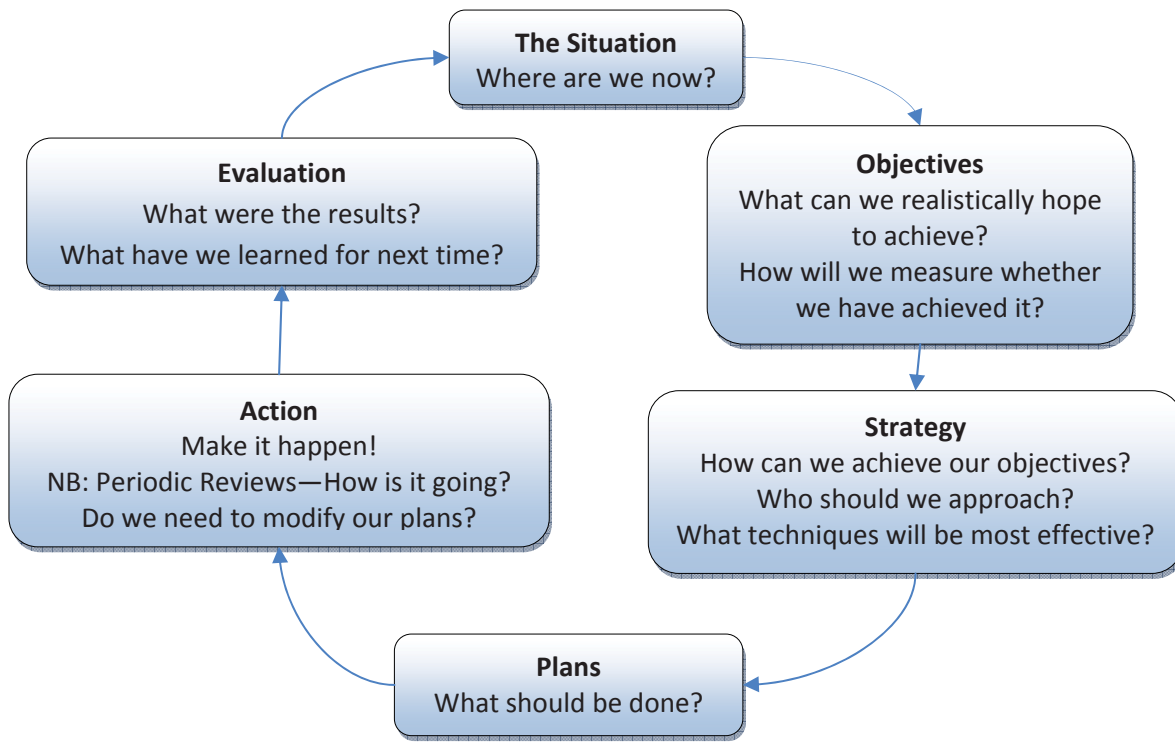 The Situation
Where are we now?
Objectives
What can we realistically hope
to achieve?
How will we measure whether
we have achieved it?
Strategy
How can we achieve our objectives?
Who should we approach?
What techniques will be most effective?
Plans
What should be done?
Action
Make it happen!
NB: Periodic Reviews—How is it going?
Do we need to modify our plans?
Evaluation
What were the results?
What have we learned for next time?